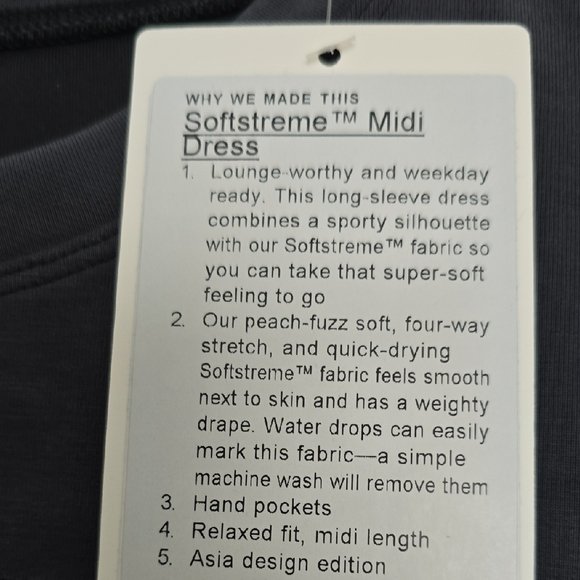 WHY WE MADE THIS
Softstreme™ Midi
Dress
1. Lounge-worthy and weekday
ready. This long-sleeve dress
combines a sporty silhouette
with our Softstreme™ fabric so
you can take that super-soft
feeling to go
2. Our peach-fuzz soft, four-way
stretch, and quick-drying
Softstreme™ fabric feels smooth
next to skin and has a weighty
drape. Water drops can easily
mark this fabric—a simple
machine wash will remove them
3. Hand pockets
4. Relaxed fit, midi length
5. Asia design edition